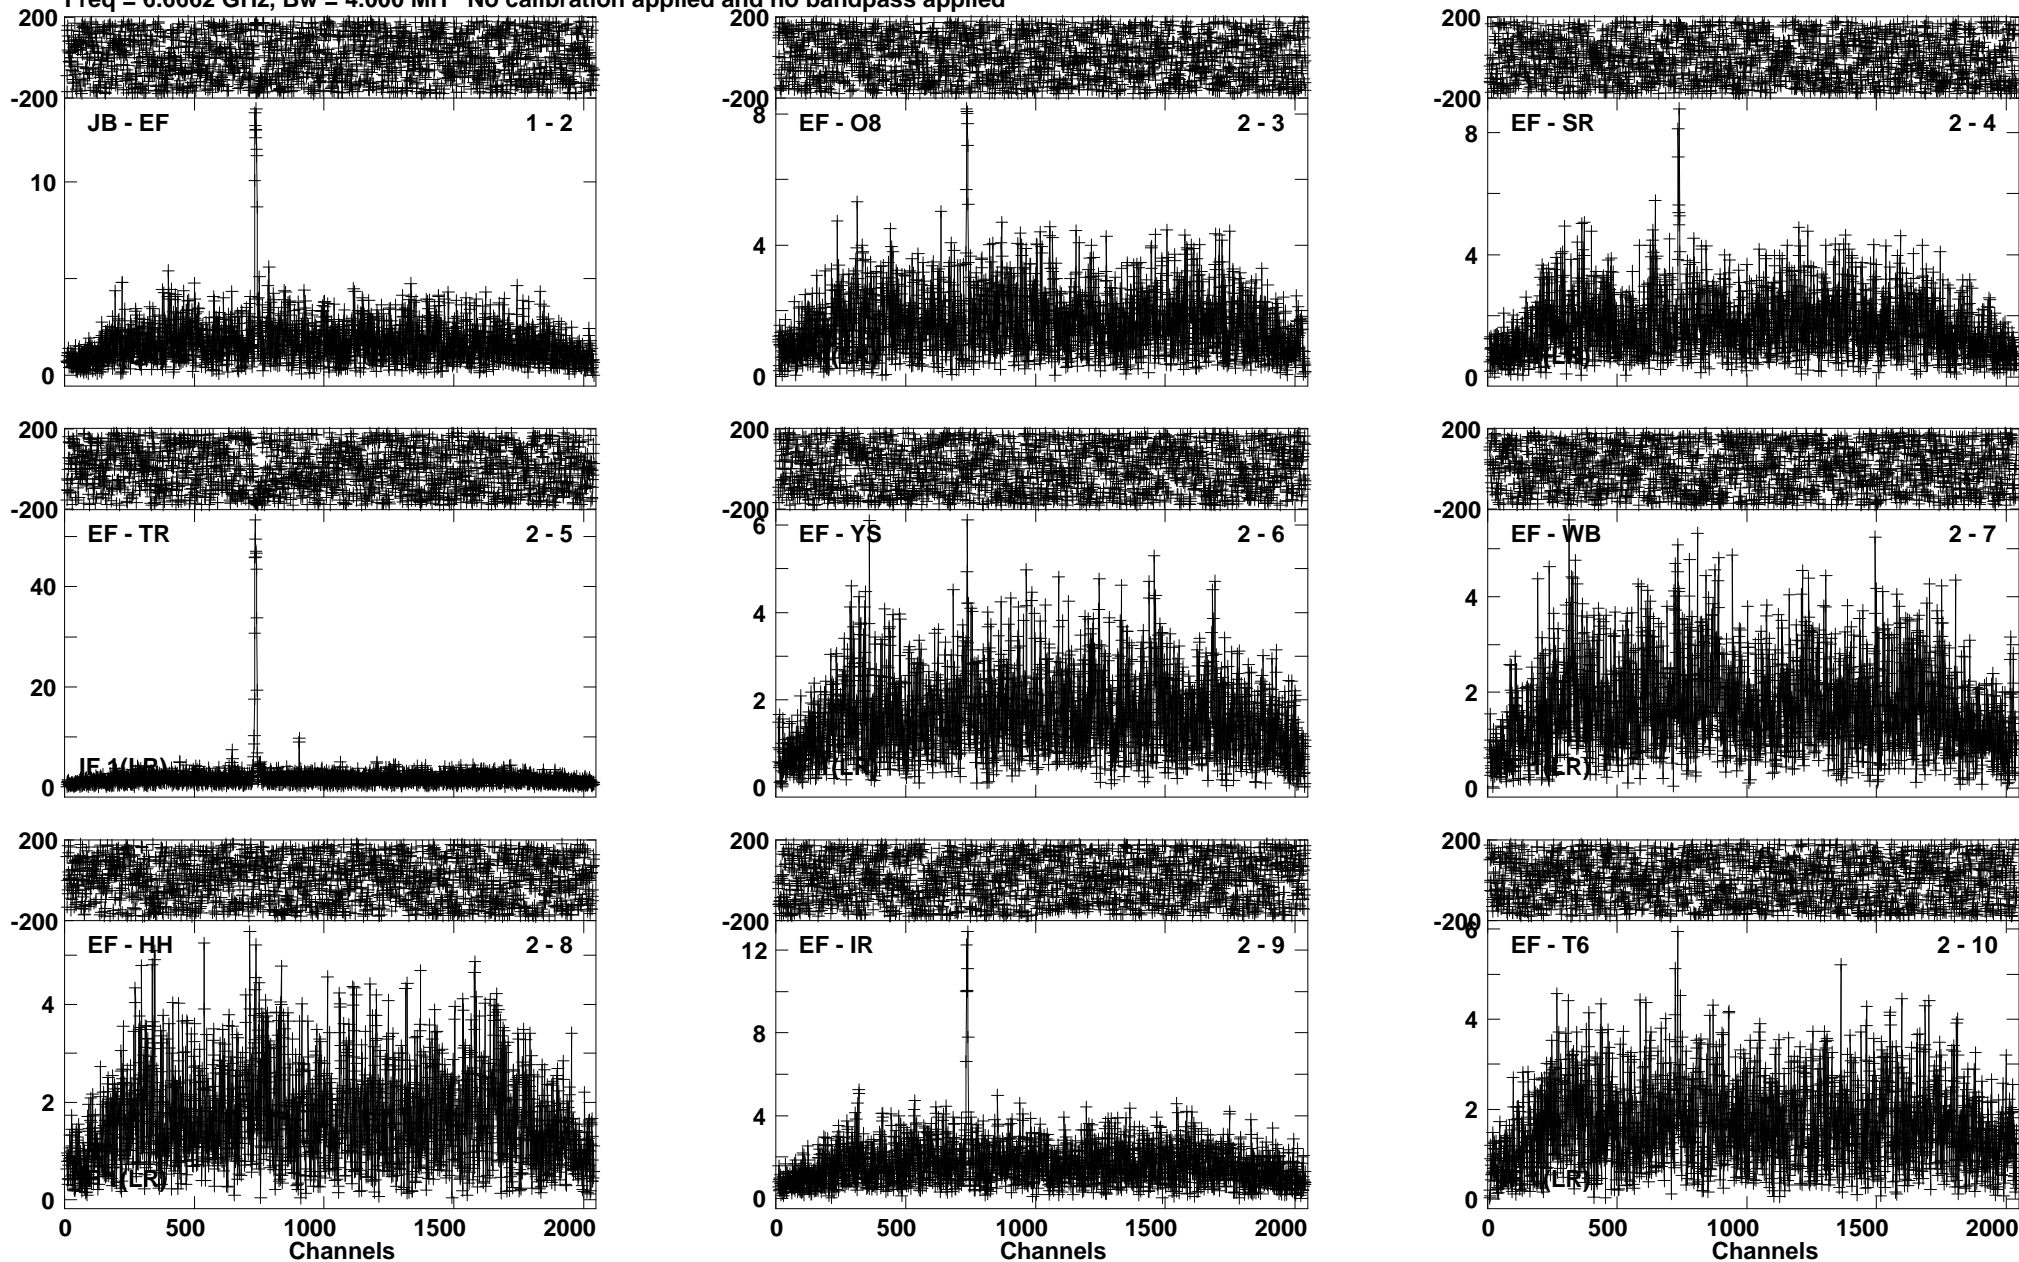 Freq = 6.6662 GHz, Bw = 4.000 MH No calibration applied and no bandpass applied
200 200 200
-200 -200 -200
JB - EF 1 - 2 EF - O8 2 - 3 EF - SR 2 - 4
8 8
10
4 4
0 0 0
(LR)
200 200 200
-200 -200 -200
EF - TR 2 - 5 EF - YS 2 - 6 EF - WB 2 - 7
6
40 4 4
20 2 2
IF 1(LR) (LR) (LR)
0 0 0
200 200 200
-200 -200 -200
EF - HH 2 - 8 EF - IR 2 - 9 EF - T6 2 - 10
12 6
4 8 4
2 4 2
(LR) (LR)
0 0 0
0 500 1000 1500 2000 0 500 1000 1500 2000 0 500 1000 1500 2000
Channels Channels Channels